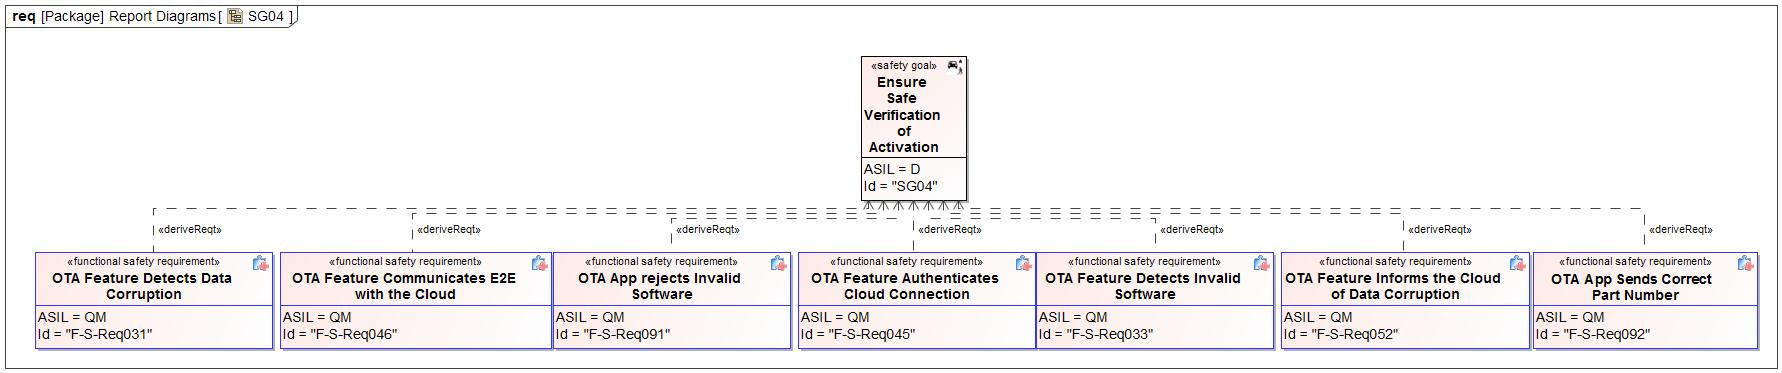 req [Package] Report Diagrams [ SG04 ]
«safety goal»
Ensure
Safe
Verification
of
Activation
ASIL = D
Id = "SG04"
«deriveReqt»
«deriveReqt»
«deriveReqt»
«deriveReqt»
«deriveReqt»
«deriveReqt»
«deriveReqt»
«functional safety requirement»
OTA Feature Detects Data
Corruption
ASIL = QM
Id = "F-S-Req031"
«functional safety requirement»
OTA Feature Communicates E2E
with the Cloud
ASIL = QM
Id = "F-S-Req046"
«functional safety requirement»
OTA App rejects Invalid
Software
ASIL = QM
Id = "F-S-Req091"
«functional safety requirement»
OTA Feature Authenticates
Cloud Connection
ASIL = QM
Id = "F-S-Req045"
«functional safety requirement»
OTA Feature Detects Invalid
Software
ASIL = QM
Id = "F-S-Req033"
«functional safety requirement»
OTA Feature Informs the Cloud
of Data Corruption
ASIL = QM
Id = "F-S-Req052"
«functional safety requirement»
OTA App Sends Correct
Part Number
ASIL = QM
Id = "F-S-Req092"